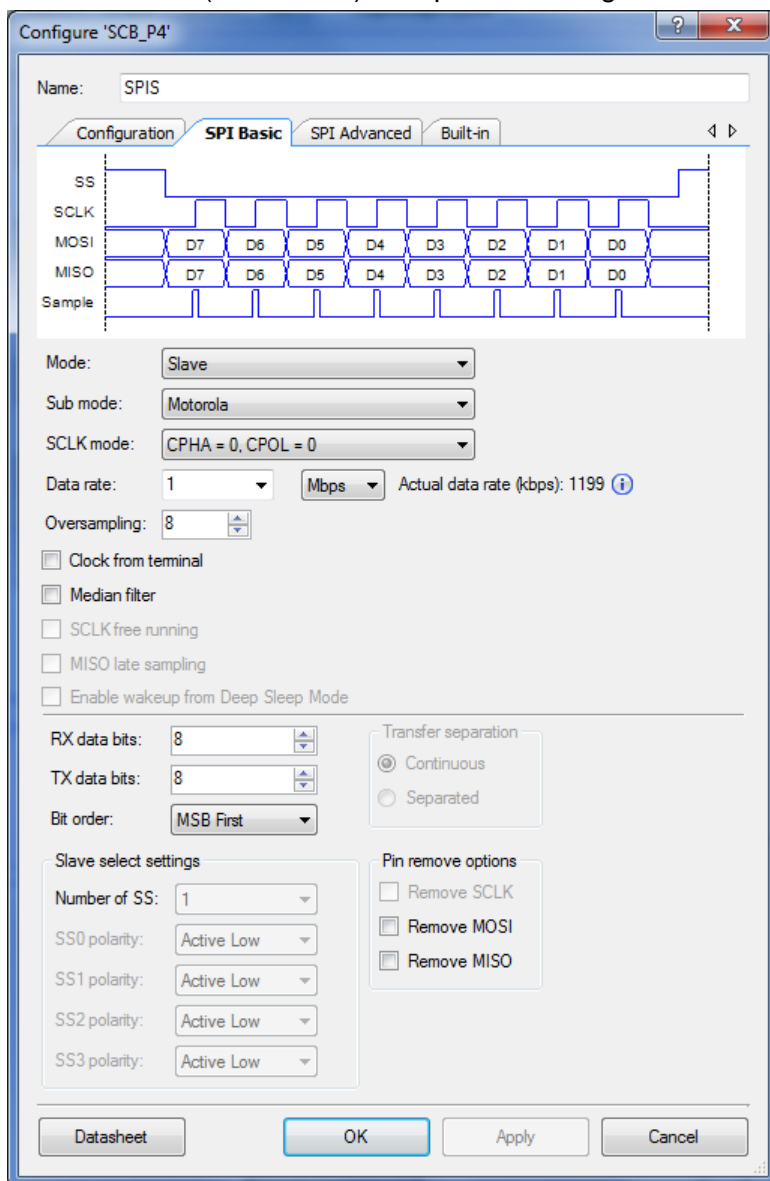 Configure 'SCB_P4'
Name: SPIS
Configuration SPI Basic SPI Advanced Built-in
SS
SCLK
MOSI D7 D6 D5 D4 D3 D2 D1 D0
MISO D7 D6 D5 D4 D3 D2 D1 D0
Sample
Mode: Slave
Sub mode: Motorola
SCLK mode: CPHA = 0, CPOL = 0
Data rate: 1 Mbps Actual data rate (kbps): 1199
Oversampling: 8
Clock from terminal
Median filter
SCLK free running
MISO late sampling
Enable wakeup from Deep Sleep Mode
RX data bits: 8
TX data bits: 8
Bit order: MSB First
Transfer separation
Continuous
Separated
Slave select settings
Number of SS: 1
SS0 polarity: Active Low
SS1 polarity: Active Low
SS2 polarity: Active Low
SS3 polarity: Active Low
Pin remove options
Remove SCLK
Remove MOSI
Remove MISO
Datasheet OK Apply Cancel